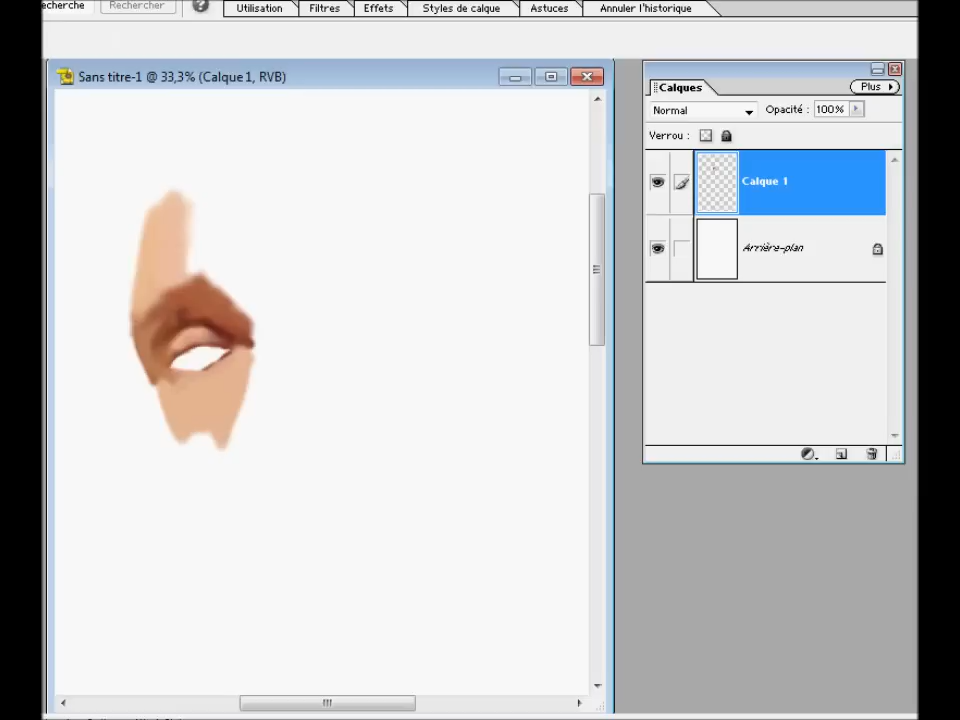 echerche Rechercher Utilisation Filtres Effets Styles de calque Astuces Annuler l'historique
Sans titre-1 @ 33,3% (Calque 1, RVB)
Calques Plus
Normal Opacité : 100%
Verrou :
Calque 1
Arrière-plan